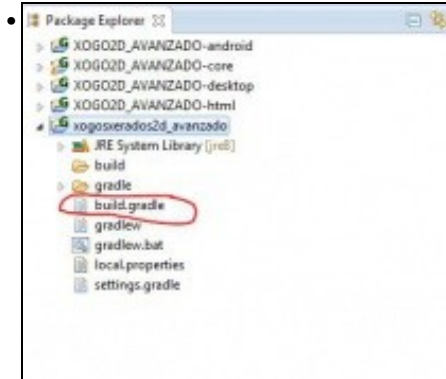 Package Explorer
XOGO2D_AVANZADO-android
XOGO2D_AVANZADO-core
XOGO2D_AVANZADO-desktop
XOGO2D_AVANZADO-html
xogosxerados2d_avanzado
JRE System Library [jre8]
build
gradle
build.gradle
gradlew
gradlew.bat
local.properties
settings.gradle